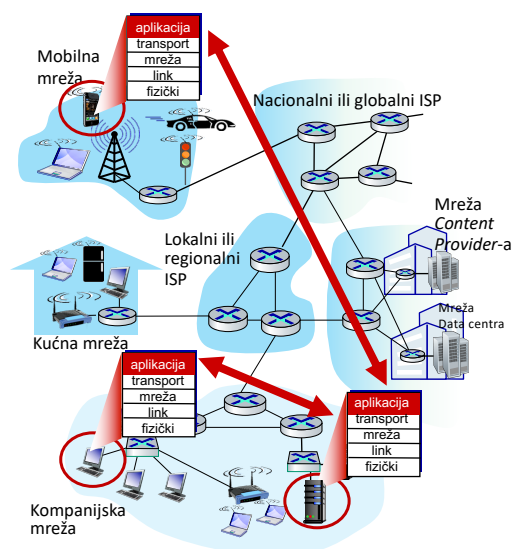 aplikacija
transport
mreža
link
fizički
Mobilna
mreža
Nacionalni ili globalni ISP
Mreža
Content
Provider-a
Lokalni ili
regionalni
ISP
Mreža
Data centra
Kućna mreža
aplikacija
transport
mreža
link
fizički
aplikacija
transport
mreža
link
fizički
Kompanijska
mreža